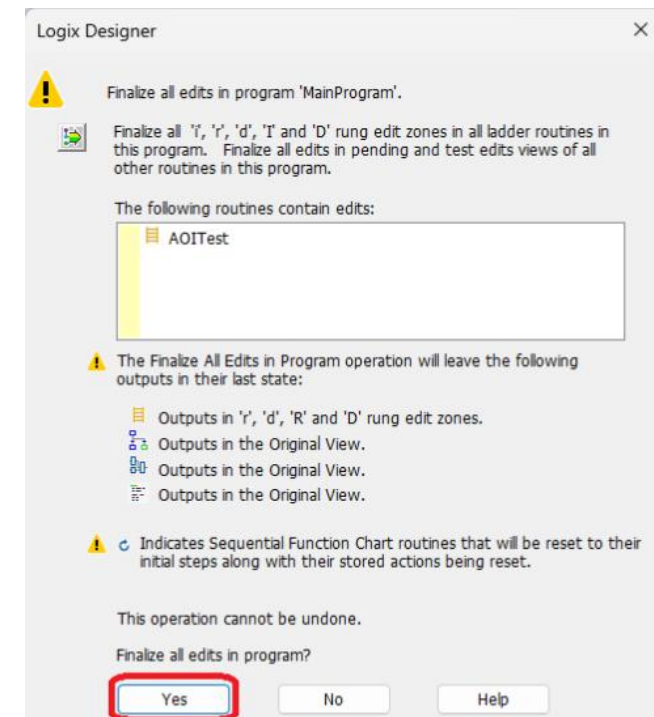 Logix Designer
Finalize all edits in program 'MainProgram'.
Finalize all 'i', 'r', 'd', 'I' and 'D' rung edit zones in all ladder routines in
this program. Finalize all edits in pending and test edits views of all
other routines in this program.
The following routines contain edits:
AOITest
The Finalize All Edits in Program operation will leave the following
outputs in their last state:
Outputs in 'r', 'd', 'R' and 'D' rung edit zones.
Outputs in the Original View.
Outputs in the Original View.
Outputs in the Original View.
Indicates Sequential Function Chart routines that will be reset to their
initial steps along with their stored actions being reset.
This operation cannot be undone.
Finalize all edits in program?
Yes No Help